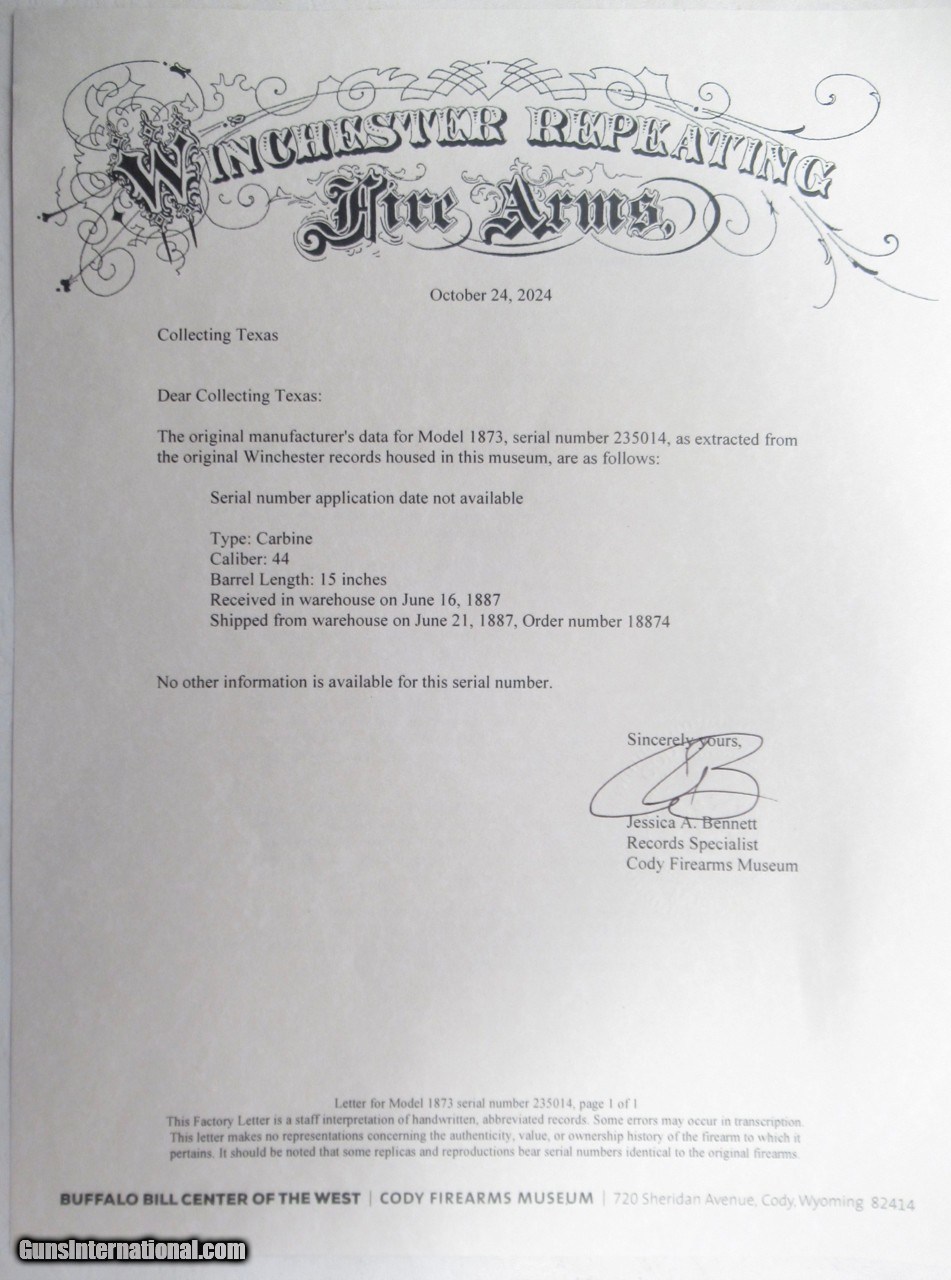 WINCHESTER REPEATING
Fire Arms,
October 24, 2024
Collecting Texas
Dear Collecting Texas:
The original manufacturer's data for Model 1873, serial number 235014, as extracted from
the original Winchester records housed in this museum, are as follows:
Serial number application date not available
Type: Carbine
Caliber: 44
Barrel Length: 15 inches
Received in warehouse on June 16, 1887
Shipped from warehouse on June 21, 1887, Order number 18874
No other information is available for this serial number.
Sincerely yours,
Jessica A. Bennett
Records Specialist
Cody Firearms Museum
Letter for Model 1873 serial number 235014, page 1 of 1
This Factory Letter is a staff interpretation of handwritten, abbreviated records. Some errors may occur in transcription.
This letter makes no representations concerning the authenticity, value, or ownership history of the firearm to which it
pertains. It should be noted that some replicas and reproductions bear serial numbers identical to the original firearms.
BUFFALO BILL CENTER OF THE WEST | CODY FIREARMS MUSEUM | 720 Sheridan Avenue, Cody, Wyoming 82414
GunsInternational.com